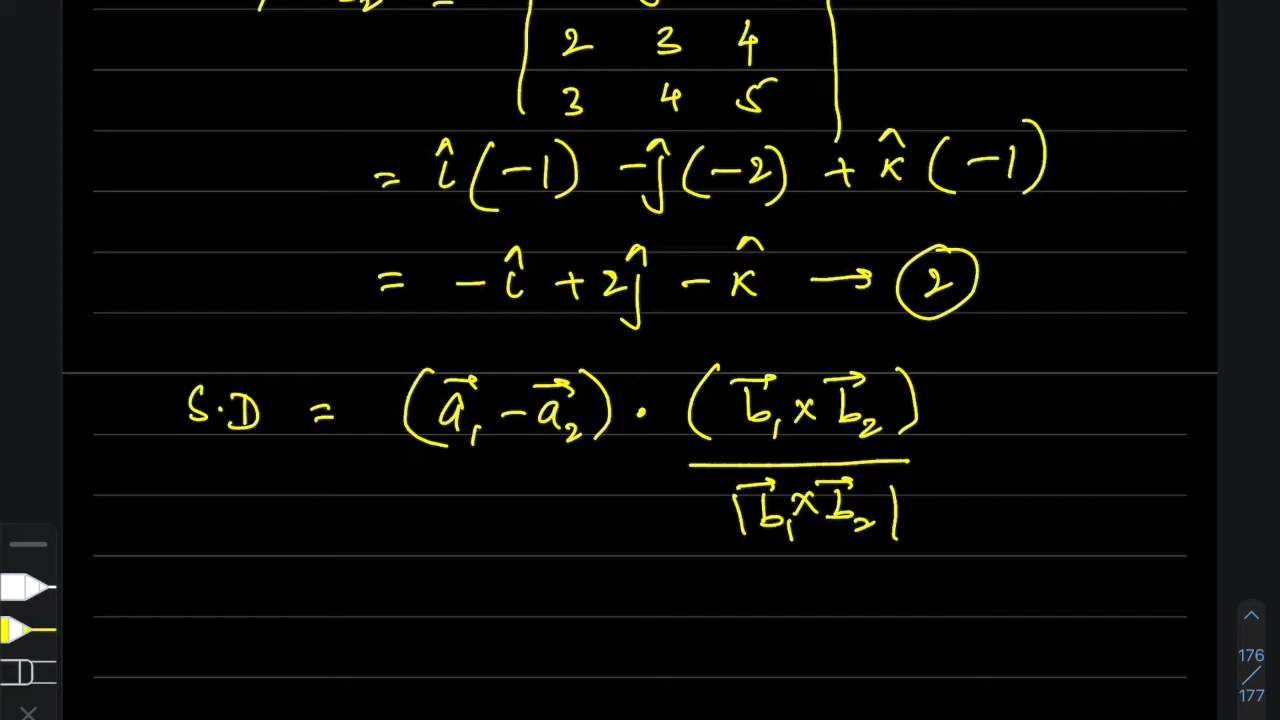 2 =
2 3 4
3 4 5
= î(-1) -ĵ(-2) + k̂(-1)
= -î + 2ĵ - k̂ → ②
S.D = (a⃗₁ - a⃗₂) · (b⃗₁ × b⃗₂)
|b⃗₁ × b⃗₂|
176
177